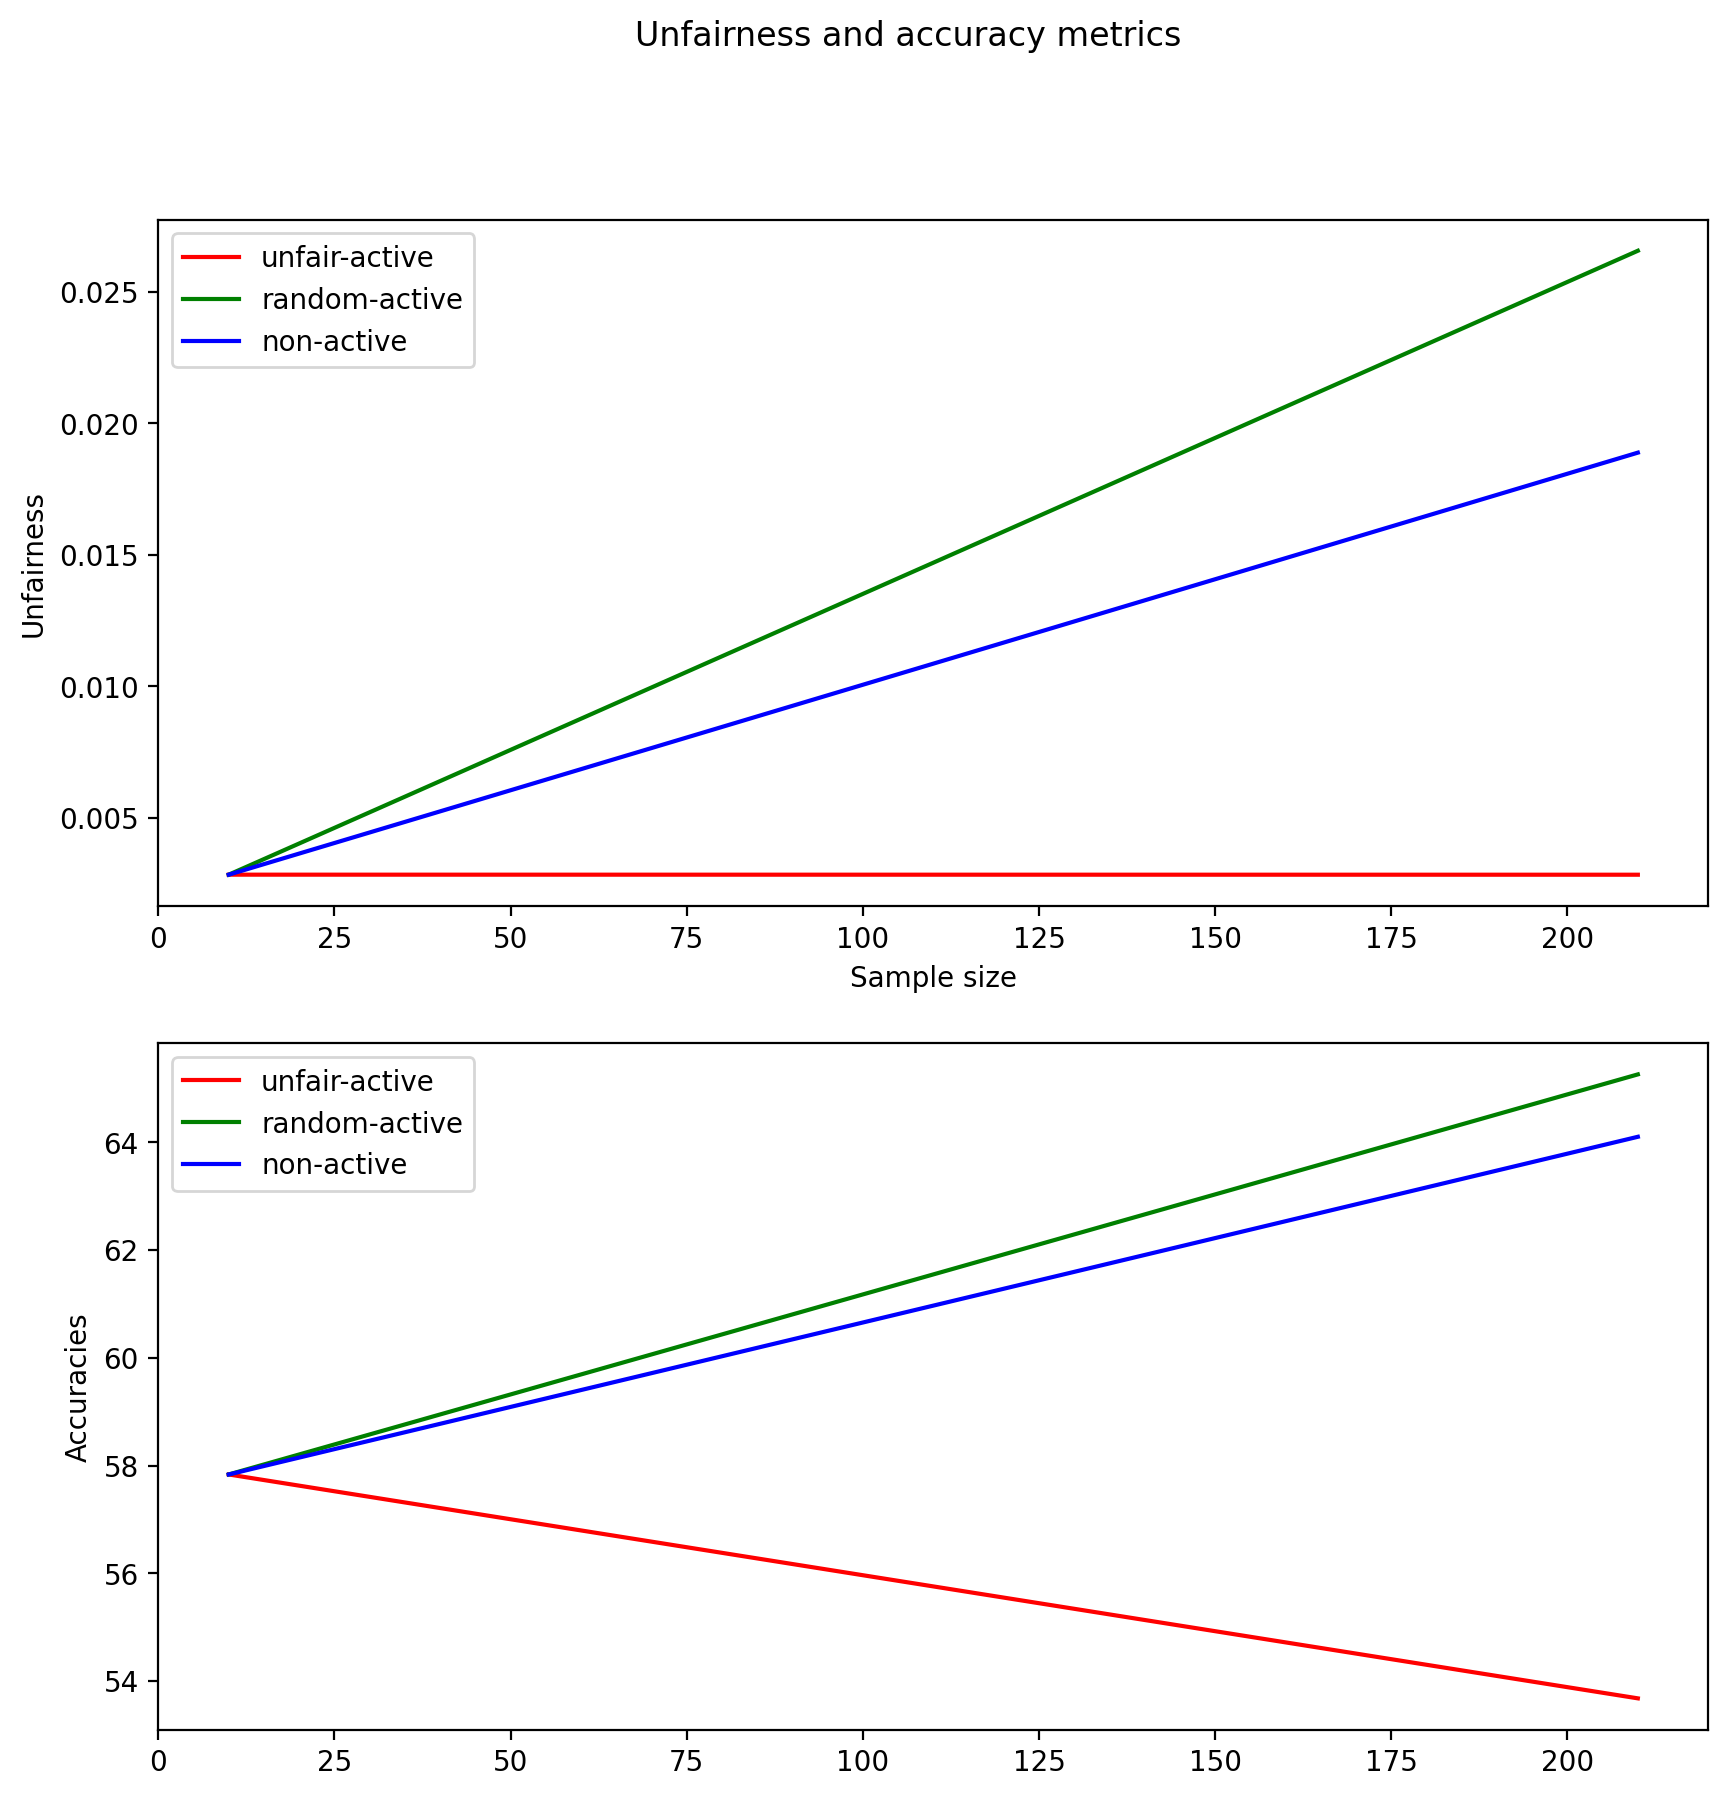 Unfairness and accuracy metrics
unfair-active
random-active
non-active
0.025
0.020
0.015
0.010
0.005
Unfairness
0 25 50 75 100 125 150 175 200
Sample size
unfair-active
random-active
non-active
64
62
60
58
56
54
Accuracies
0 25 50 75 100 125 150 175 200